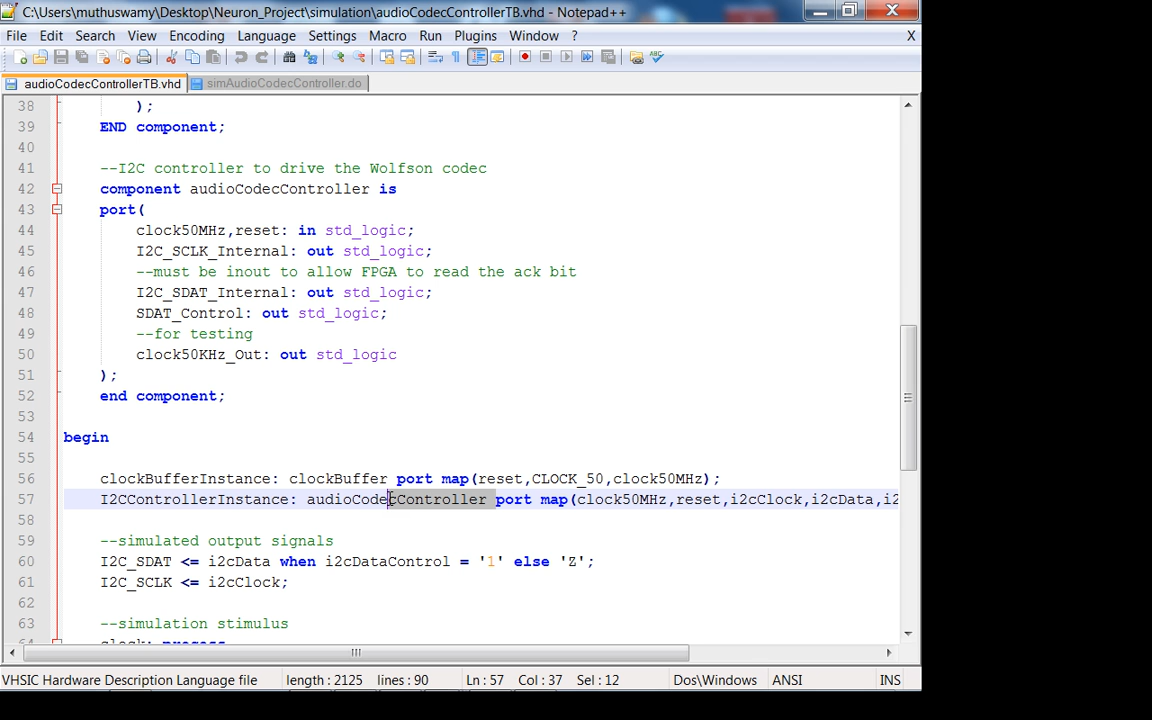 C:\Users\muthuswamy\Desktop\Neuron_Project\simulation\audioCodecControllerTB.vhd - Notepad++
File Edit Search View Encoding Language Settings Macro Run Plugins Window ? X
audioCodecControllerTB.vhd simAudioCodecController.do
38 );
39 END component;
40
41 --I2C controller to drive the Wolfson codec
42 component audioCodecController is
43 port(
44 clock50MHz,reset: in std_logic;
45 I2C_SCLK_Internal: out std_logic;
46 --must be inout to allow FPGA to read the ack bit
47 I2C_SDAT_Internal: out std_logic;
48 SDAT_Control: out std_logic;
49 --for testing
50 clock50KHz_Out: out std_logic
51 );
52 end component;
53
54 begin
55
56 clockBufferInstance: clockBuffer port map(reset,CLOCK_50,clock50MHz);
57 I2CControllerInstance: audioCodecController port map(clock50MHz,reset,i2cClock,i2cData,i2
58
59 --simulated output signals
60 I2C_SDAT <= i2cData when i2cDataControl = '1' else 'Z';
61 I2C_SCLK <= i2cClock;
62
63 --simulation stimulus
64 clock: process
VHSIC Hardware Description Language file length : 2125 lines : 90 Ln : 57 Col : 37 Sel : 12 Dos\Windows ANSI INS